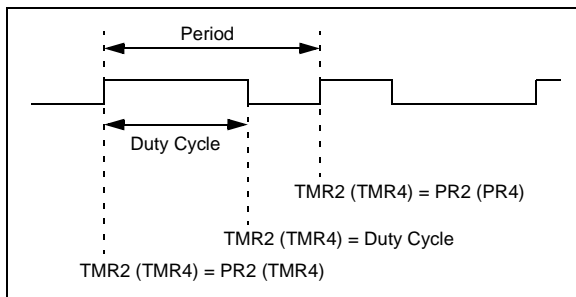 Period
Duty Cycle
TMR2 (TMR4) = PR2 (PR4)
TMR2 (TMR4) = Duty Cycle
TMR2 (TMR4) = PR2 (TMR4)